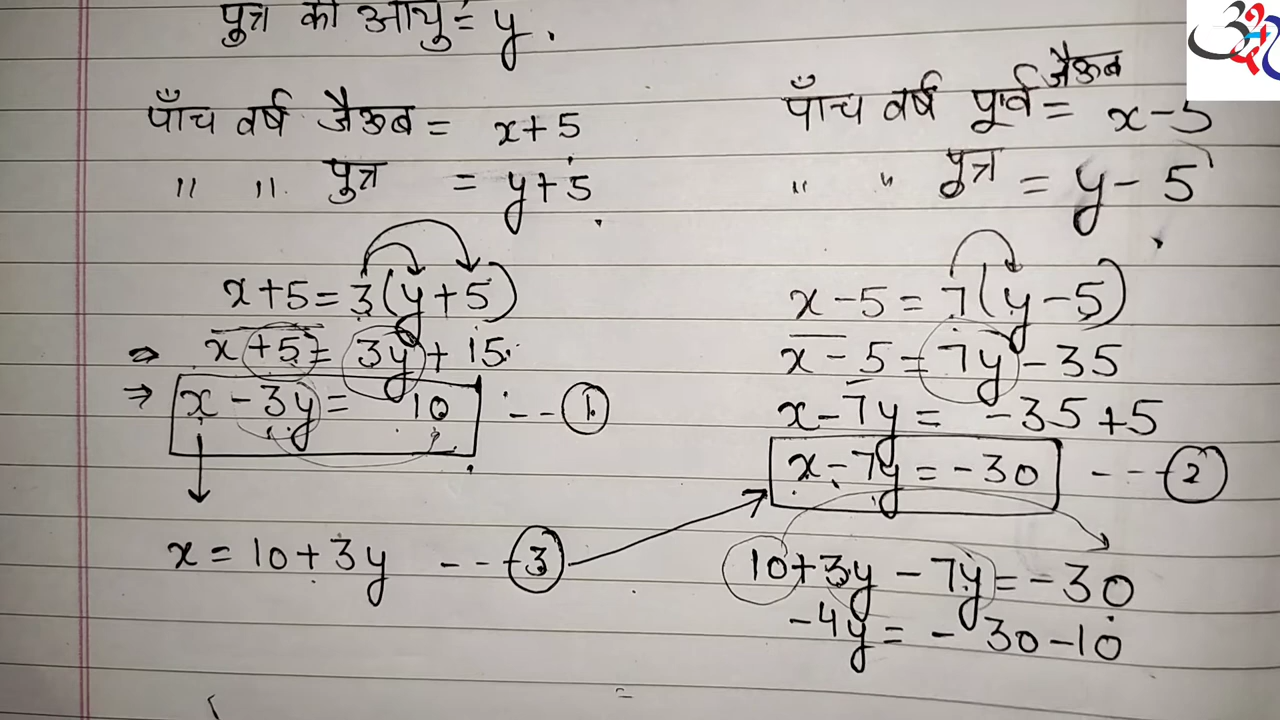 पुत्र की आयु = y.
पाँच वर्ष जैकब = x+5
" " पुत्र = y+5
x+5=3(y+5)
⇒ x+5= 3y+15
⇒ x-3y= 10 --- ①
x=10+3y --- ③
पाँच वर्ष पूर्व जैकब = x-5
" " पुत्र = y-5
x-5=7(y-5)
x-5=7y-35
x-7y= -35+5
x-7y=-30 --- ②
10+3y-7y=-30
-4y= -30-10